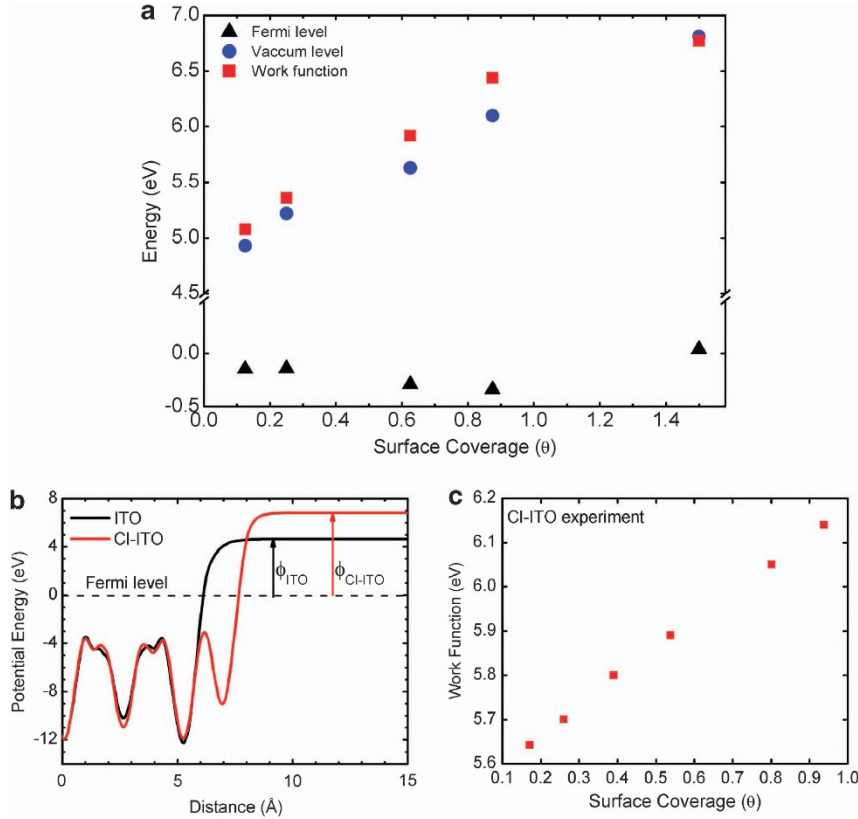 a
Fermi level
Vaccum level
Work function
Energy (eV)
7.0
6.5
6.0
5.5
5.0
4.5
0.0
-0.5
0.0 0.2 0.4 0.6 0.8 1.0 1.2 1.4
Surface Coverage (θ)
b
ITO
Cl-ITO
Fermi level
ϕITO
ϕCl-ITO
Potential Energy (eV)
8
4
0
-4
-8
-12
0 5 10 15
Distance (Å)
c
Cl-ITO experiment
Work Function (eV)
6.2
6.1
6.0
5.9
5.8
5.7
5.6
0.1 0.2 0.3 0.4 0.5 0.6 0.7 0.8 0.9 1.0
Surface Coverage (θ)